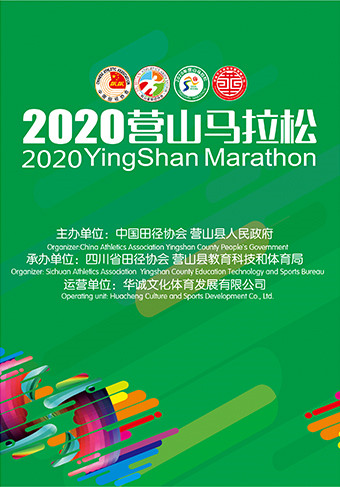 2020营山马拉松
2020YingShan Marathon
主办单位：中国田径协会 营山县人民政府
Organizer:China Athletics Association Yingshan County People's Government
承办单位：四川省田径协会 营山县教育科技和体育局
Organizer: Sichuan Athletics Association Yingshan County Education Technology and Sports Bureau
运营单位：华诚文化体育发展有限公司
Operating unit: Huacheng Culture and Sports Development Co., Ltd.